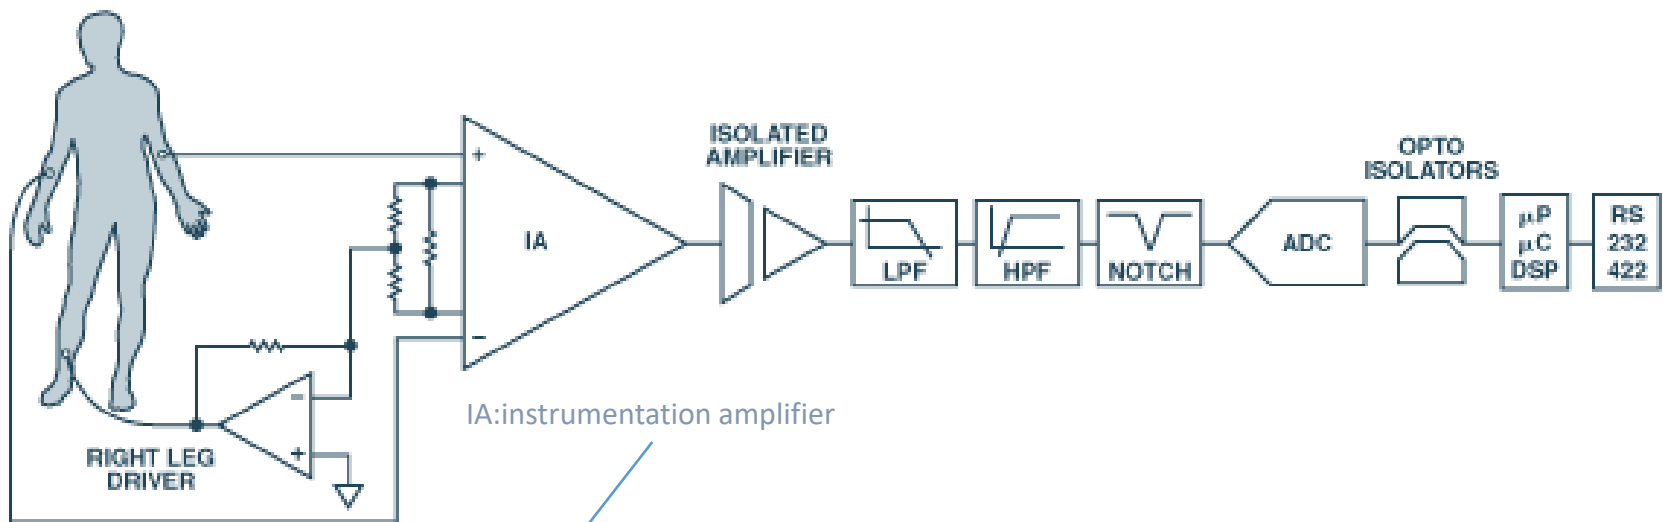 ISOLATED
AMPLIFIER
OPTO
ISOLATORS
+
IA
−
LPF
HPF
NOTCH
ADC
μP
μC
DSP
RS
232
422
−
+
RIGHT LEG
DRIVER
IA:instrumentation amplifier